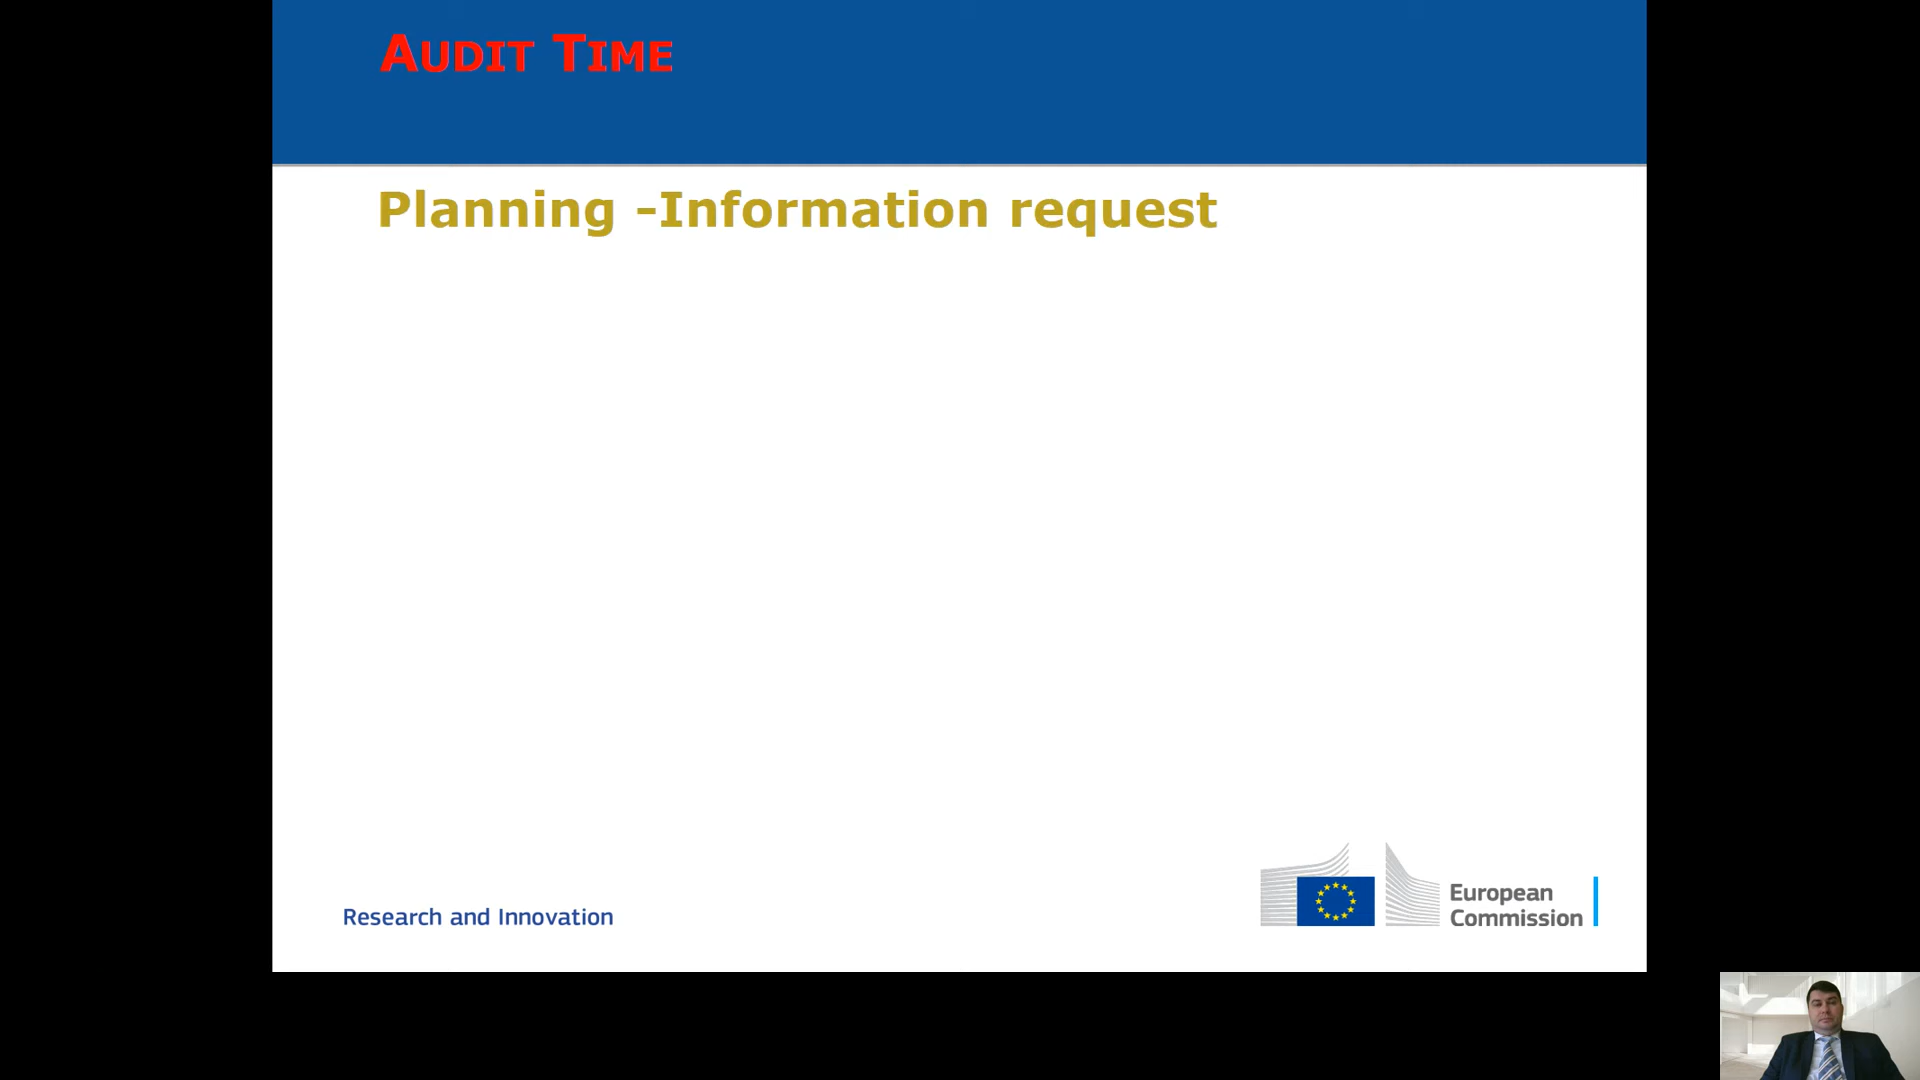 AUDIT TIME
Planning -Information request
Research and Innovation
European
Commission